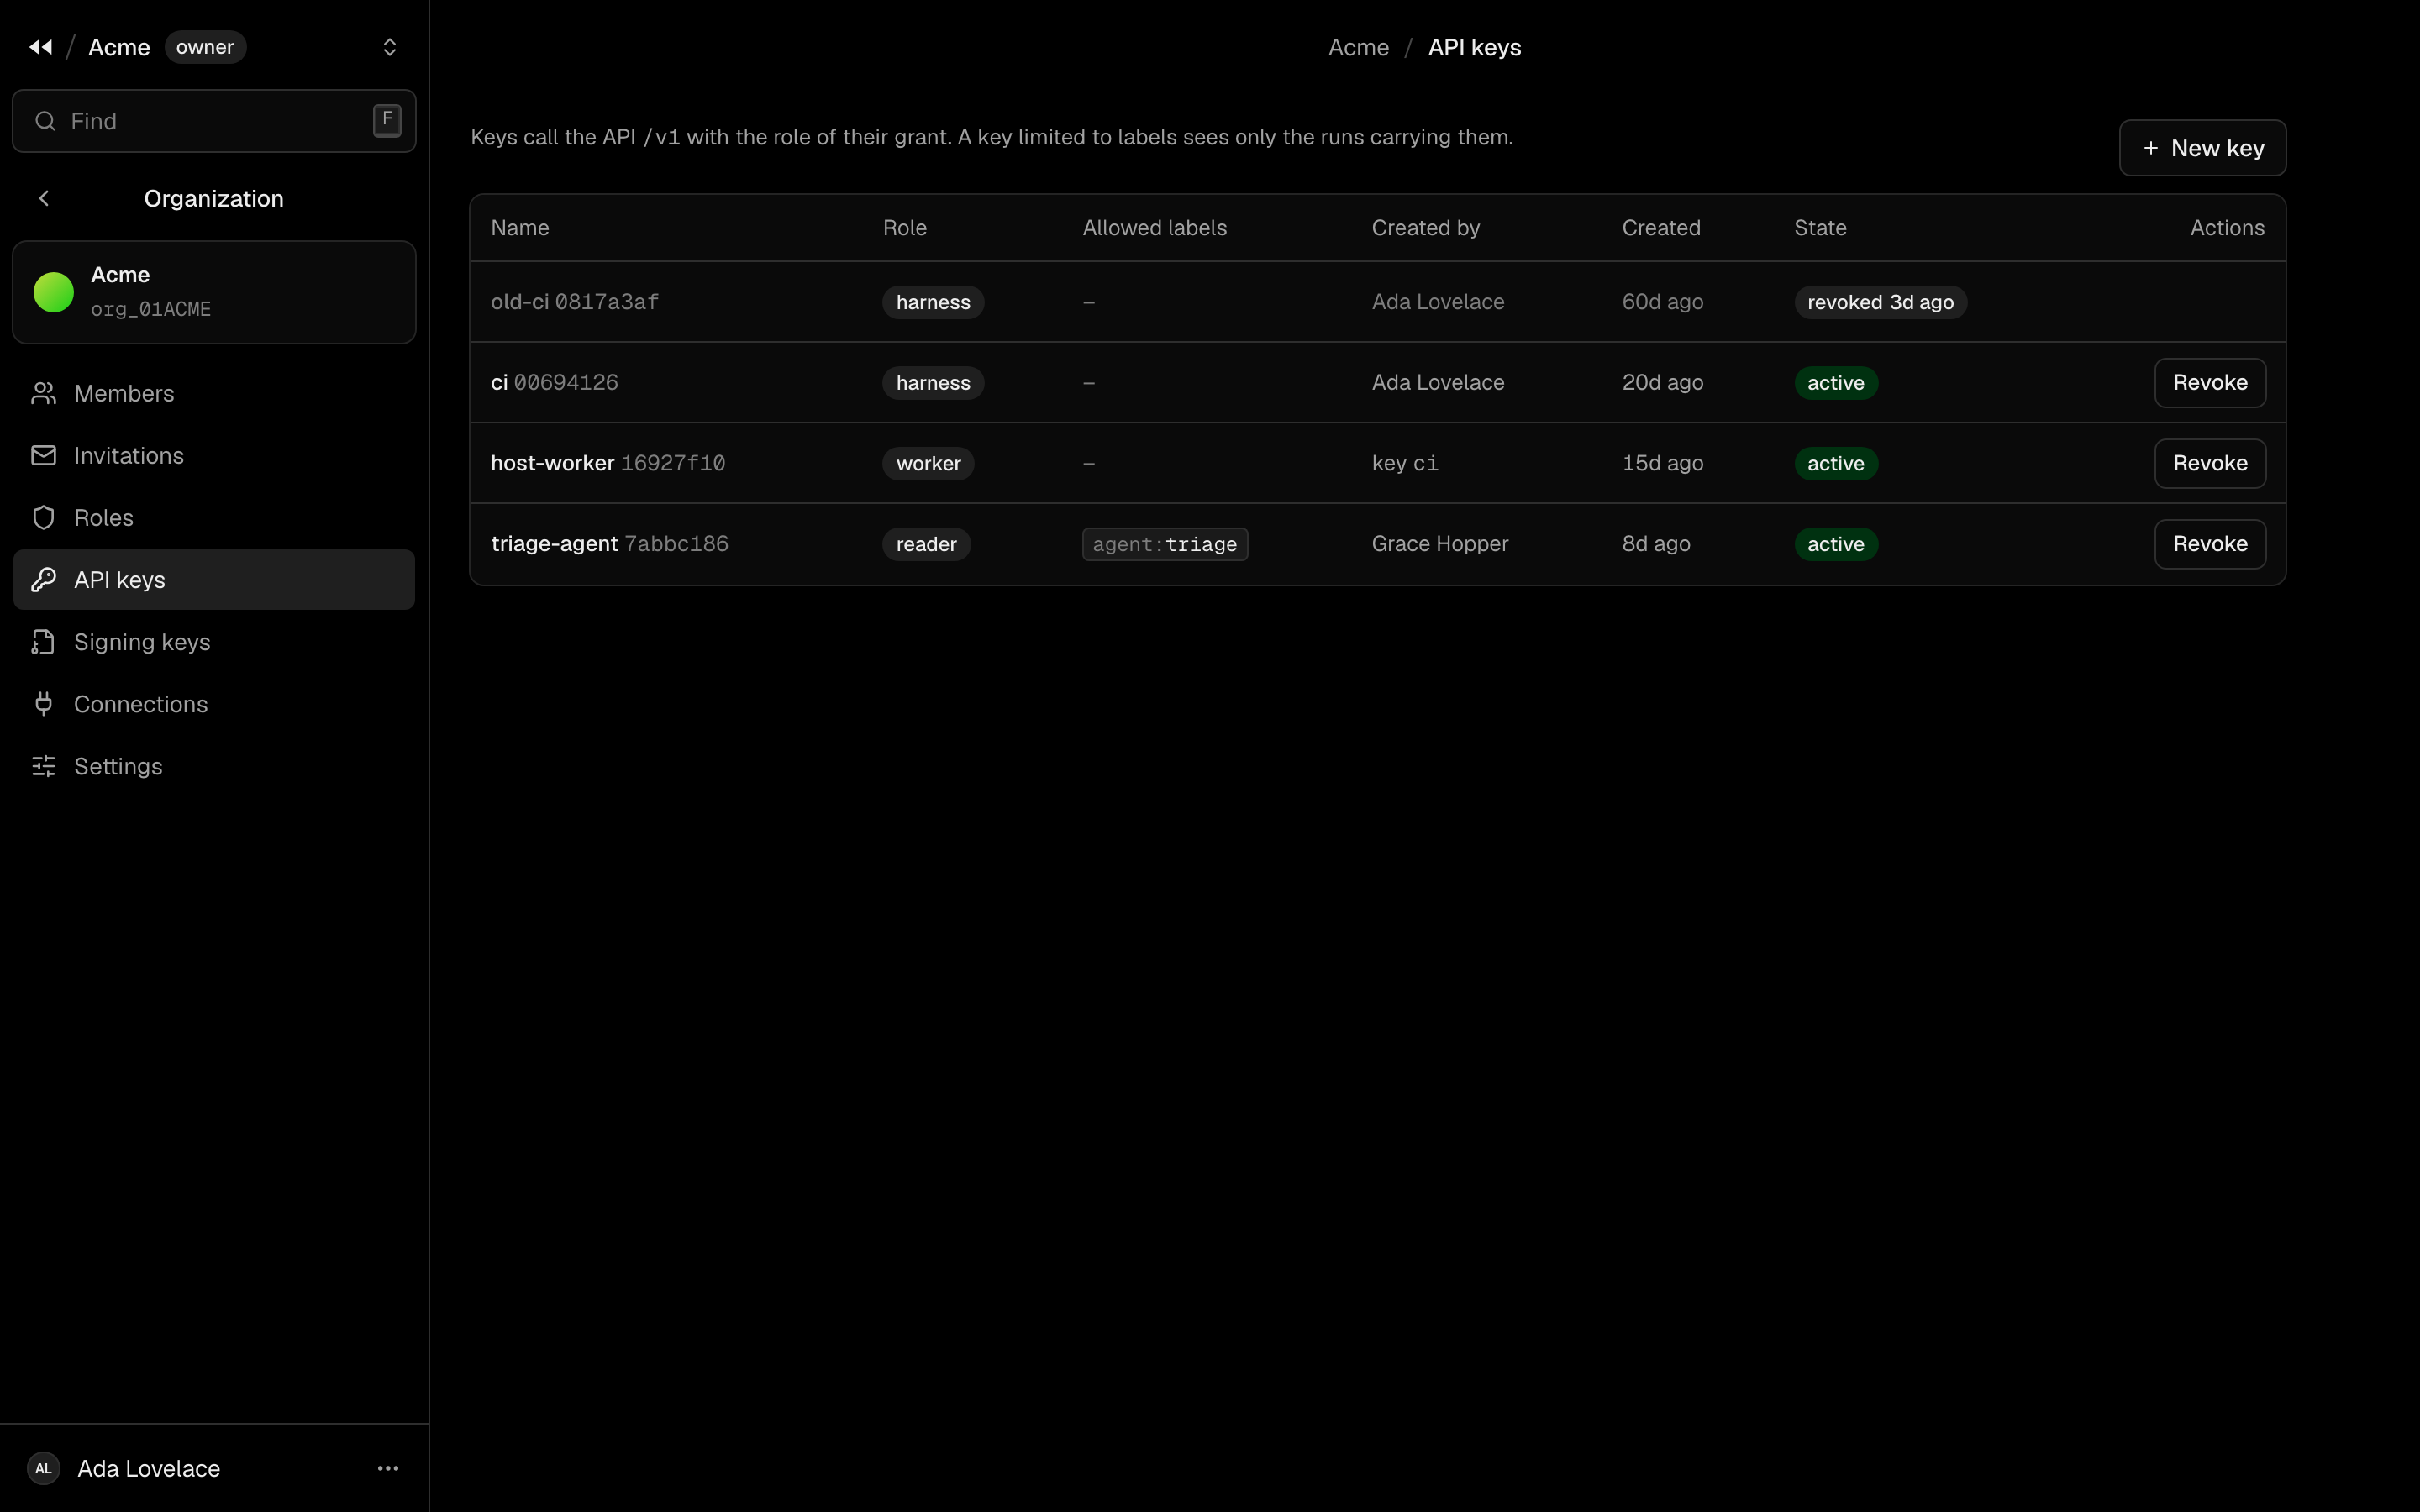 / Acme owner
Find F
Organization
Acme
org_01ACME
Members
Invitations
Roles
API keys
Signing keys
Connections
Settings
AL Ada Lovelace
Acme / API keys
Keys call the API /v1 with the role of their grant. A key limited to labels sees only the runs carrying them.
+ New key
Name Role Allowed labels Created by Created State Actions
old-ci 0817a3af harness – Ada Lovelace 60d ago revoked 3d ago
ci 00694126 harness – Ada Lovelace 20d ago active Revoke
host-worker 16927f10 worker – key ci 15d ago active Revoke
triage-agent 7abbc186 reader agent:triage Grace Hopper 8d ago active Revoke